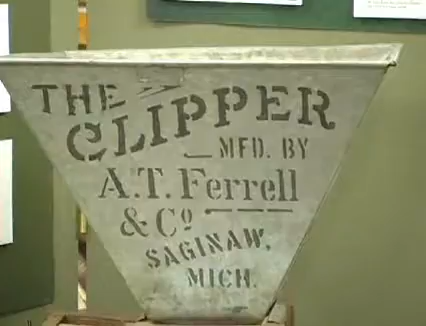 THE
CLIPPER
MFD. BY
A.T. Ferrell
& Co
SAGINAW,
MICH.